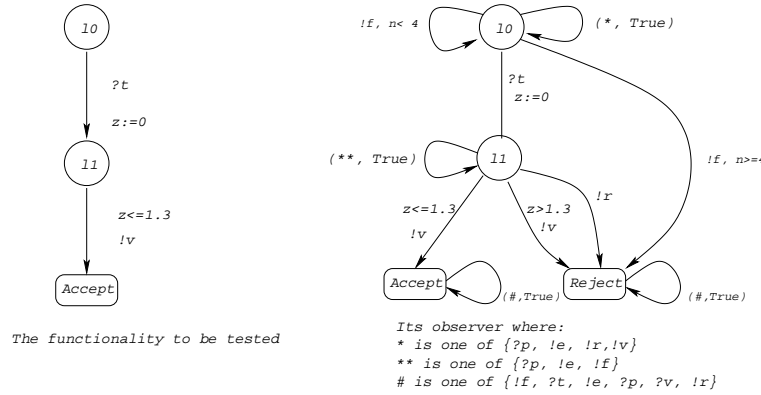 l0
?t
z:=0
l1
z<=1.3
!v
Accept
The functionality to be tested
!f, n< 4
l0
(*, True)
?t
z:=0
(**, True)
l1
!f, n>=4
z<=1.3
!v
z>1.3
!v
!r
Accept
(#,True)
Reject
(#,True)
Its observer where:
* is one of {?p, !e, !r,!v}
** is one of {?p, !e, !f}
# is one of {!f, ?t, !e, ?p, ?v, !r}